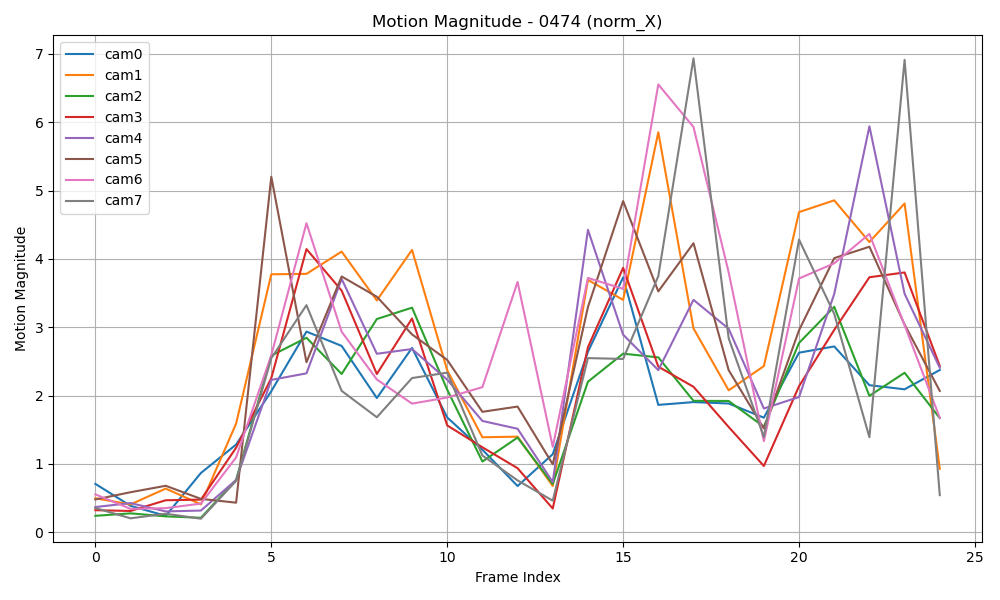 Motion Magnitude - 0474 (norm_X)
cam0
cam1
cam2
cam3
cam4
cam5
cam6
cam7
Motion Magnitude
7
6
5
4
3
2
1
0
0 5 10 15 20 25
Frame Index